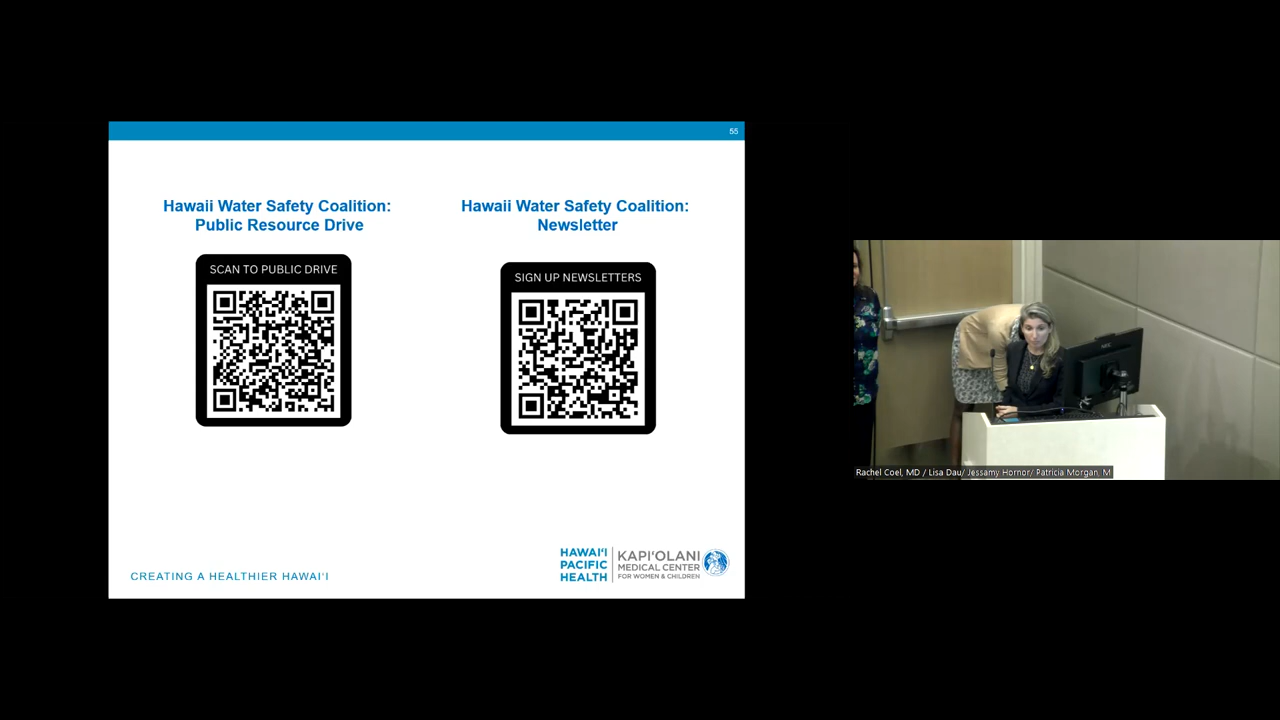 55
Hawaii Water Safety Coalition:
Public Resource Drive
SCAN TO PUBLIC DRIVE
Hawaii Water Safety Coalition:
Newsletter
SIGN UP NEWSLETTERS
CREATING A HEALTHIER HAWAI‘I
HAWAI‘I
PACIFIC
HEALTH
KAPI‘OLANI
MEDICAL CENTER
FOR WOMEN & CHILDREN
NEC
Rachel Coel, MD / Lisa Dau/ Jessamy Hornor/ Patricia Morgan, M